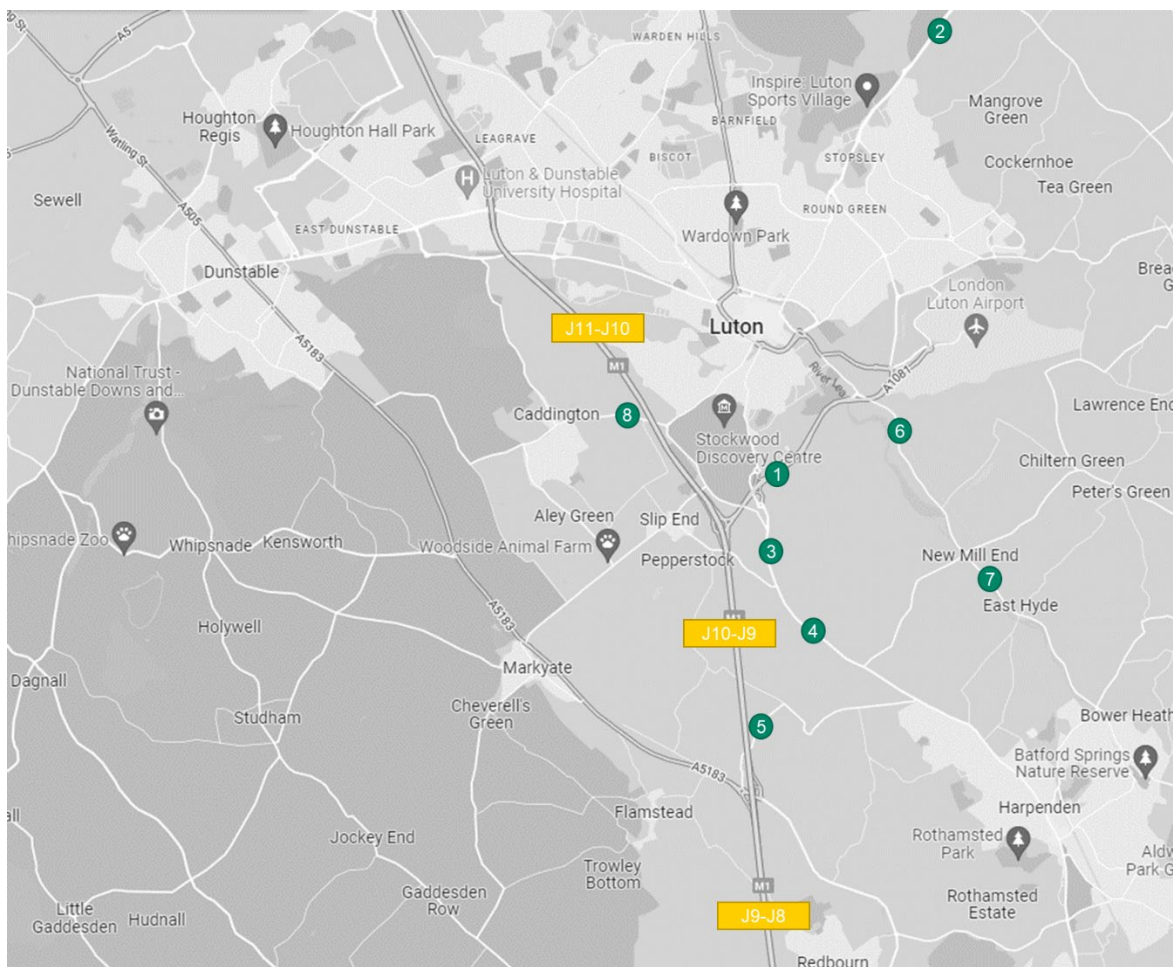 Watling St
A5
WARDEN HILLS
2
Inspire: Luton
Sports Village
Mangrove
Green
Houghton
Regis
Houghton Hall Park
LEAGRAVE
BARNFIELD
Watling St
BISCOT
STOPSLEY
Cockernhoe
H
Luton & Dunstable
University Hospital
Tea Green
Sewell
A505
ROUND GREEN
EAST DUNSTABLE
Wardown Park
Dunstable
London
Luton Airport
J11-J10
Luton
A5183
M1
River Lea
A1081
National Trust -
Dunstable Downs and...
Caddington
8
Lawrence End
6
Stockwood
Discovery Centre
1
Chiltern Green
Peter's Green
Aley Green
Slip End
hipsnade Zoo
Whipsnade
Kensworth
Woodside Animal Farm
Pepperstock
3
New Mill End
7
East Hyde
A5183
M1
J10-J9
Holywell
4
Markyate
Dagnall
Cheverell's
Green
Studham
5
Bower Heath
Batford Springs
Nature Reserve
A5183
Flamstead
Harpenden
Jockey End
Rothamsted
Park
Trowley
Bottom
M1
Gaddesden
Row
Rothamsted
Estate
Little
Gaddesden
Hudnall
J9-J8
Redbourn